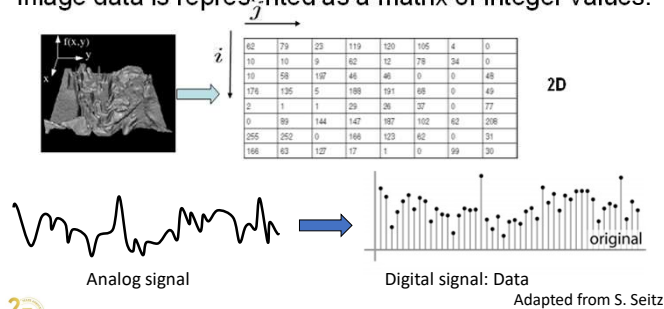 image data is represented as a matrix of integer values.
j
f(x,y)
y
x
i
62 79 23 119 120 105 4 0
10 10 9 62 12 78 34 0
10 58 197 46 46 0 0 48
176 135 5 188 191 68 0 49
2 1 1 29 26 37 0 77
0 89 144 147 187 102 62 208
255 252 0 166 123 62 0 31
166 63 127 17 1 0 99 30
2D
original
Analog signal
Digital signal: Data
Adapted from S. Seitz